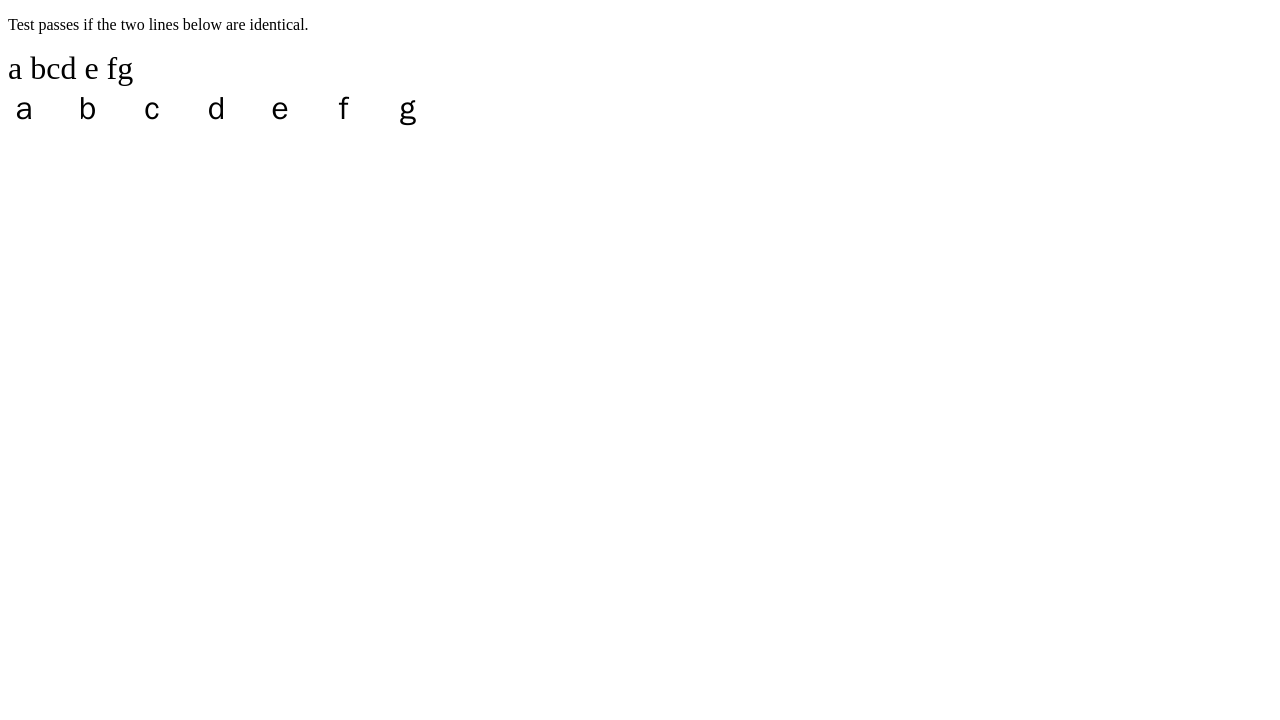 Test passes if the two lines below are identical.
a bcd e fg
ａ　ｂ　ｃ　ｄ　ｅ　ｆ　ｇ